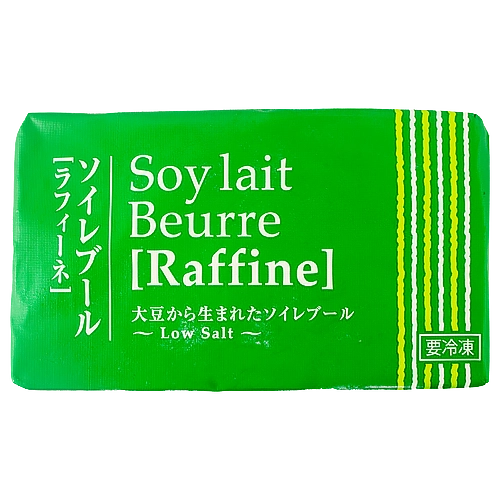 ソイレブール
[ラフィーネ]
Soy lait
Beurre
[Raffine]
大豆から生まれたソイレブール
～ Low Salt ～
要冷凍